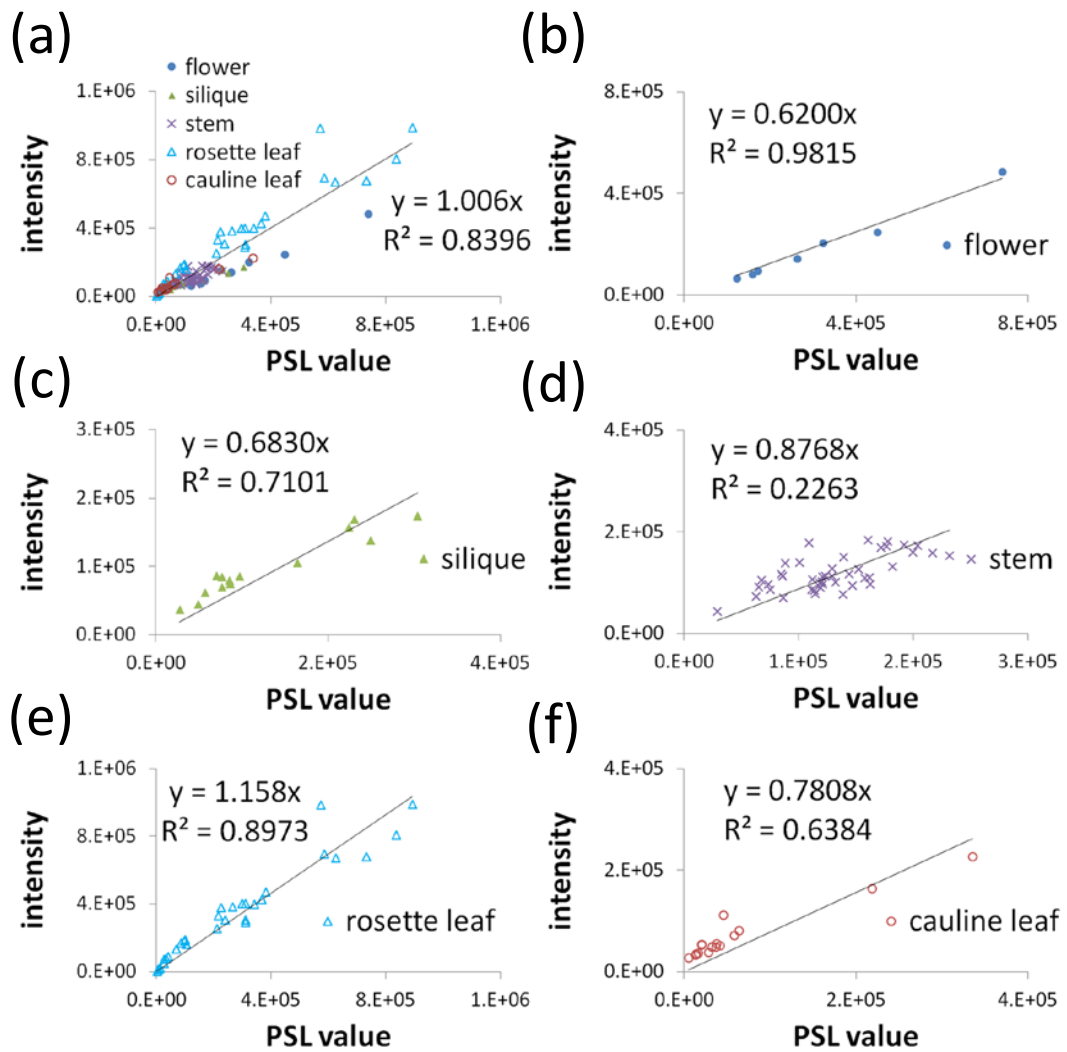 (a)
flower
silique
stem
rosette leaf
cauline leaf
1.E+06
8.E+05
4.E+05
0.E+00
intensity
y = 1.006x
R² = 0.8396
0.E+00 4.E+05 8.E+05 1.E+06
PSL value
(b)
8.E+05
4.E+05
0.E+00
intensity
y = 0.6200x
R² = 0.9815
flower
0.E+00 4.E+05 8.E+05
PSL value
(c)
3.E+05
2.E+05
1.E+05
0.E+00
intensity
y = 0.6830x
R² = 0.7101
silique
0.E+00 2.E+05 4.E+05
PSL value
(d)
4.E+05
2.E+05
0.E+00
intensity
y = 0.8768x
R² = 0.2263
stem
0.E+00 1.E+05 2.E+05 3.E+05
PSL value
(e)
1.E+06
8.E+05
4.E+05
0.E+00
intensity
y = 1.158x
R² = 0.8973
rosette leaf
0.E+00 4.E+05 8.E+05 1.E+06
PSL value
(f)
4.E+05
2.E+05
0.E+00
intensity
y = 0.7808x
R² = 0.6384
cauline leaf
0.E+00 2.E+05 4.E+05
PSL value